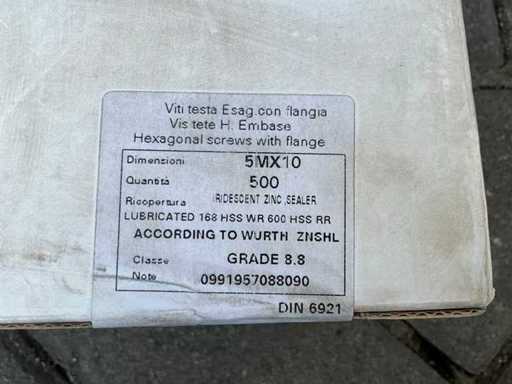 Viti testa Esag.con flangia
Vis tete H. Embase
Hexagonal screws with flange
Dimensioni 5MX10
Quantità 500
Ricopertura IRIDESCENT ZINC ,SEALER
LUBRICATED 168 HSS WR 600 HSS RR
ACCORDING TO WURTH ZNSHL
Classe GRADE 8.8
Note 0991957088090
DIN 6921